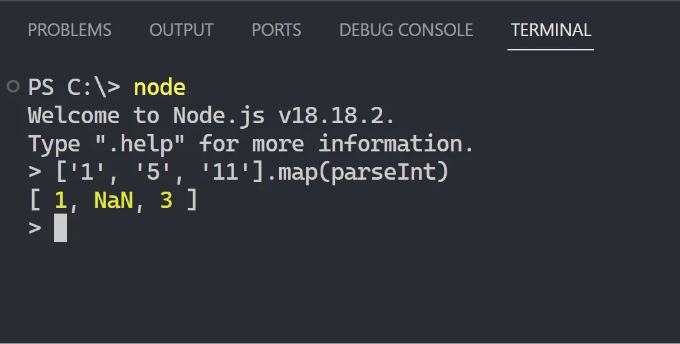 PROBLEMS OUTPUT PORTS DEBUG CONSOLE TERMINAL
PS C:\> node
Welcome to Node.js v18.18.2.
Type ".help" for more information.
> ['1', '5', '11'].map(parseInt)
[ 1, NaN, 3 ]
>